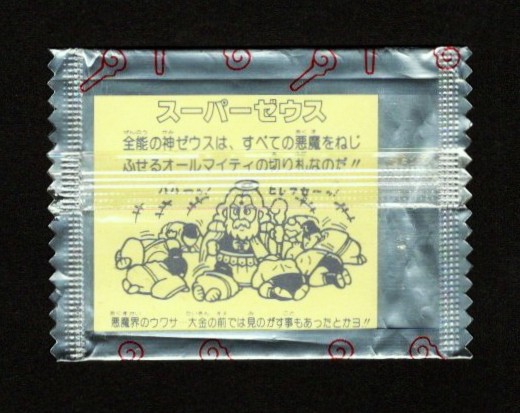 スーパーゼウス
全能の神ゼウスは、すべての悪魔をねじ
ふせるオールマイティの切り札なのだ!!
悪魔界のウワサ 大金の前では見のがす事もあったとかヨ!!